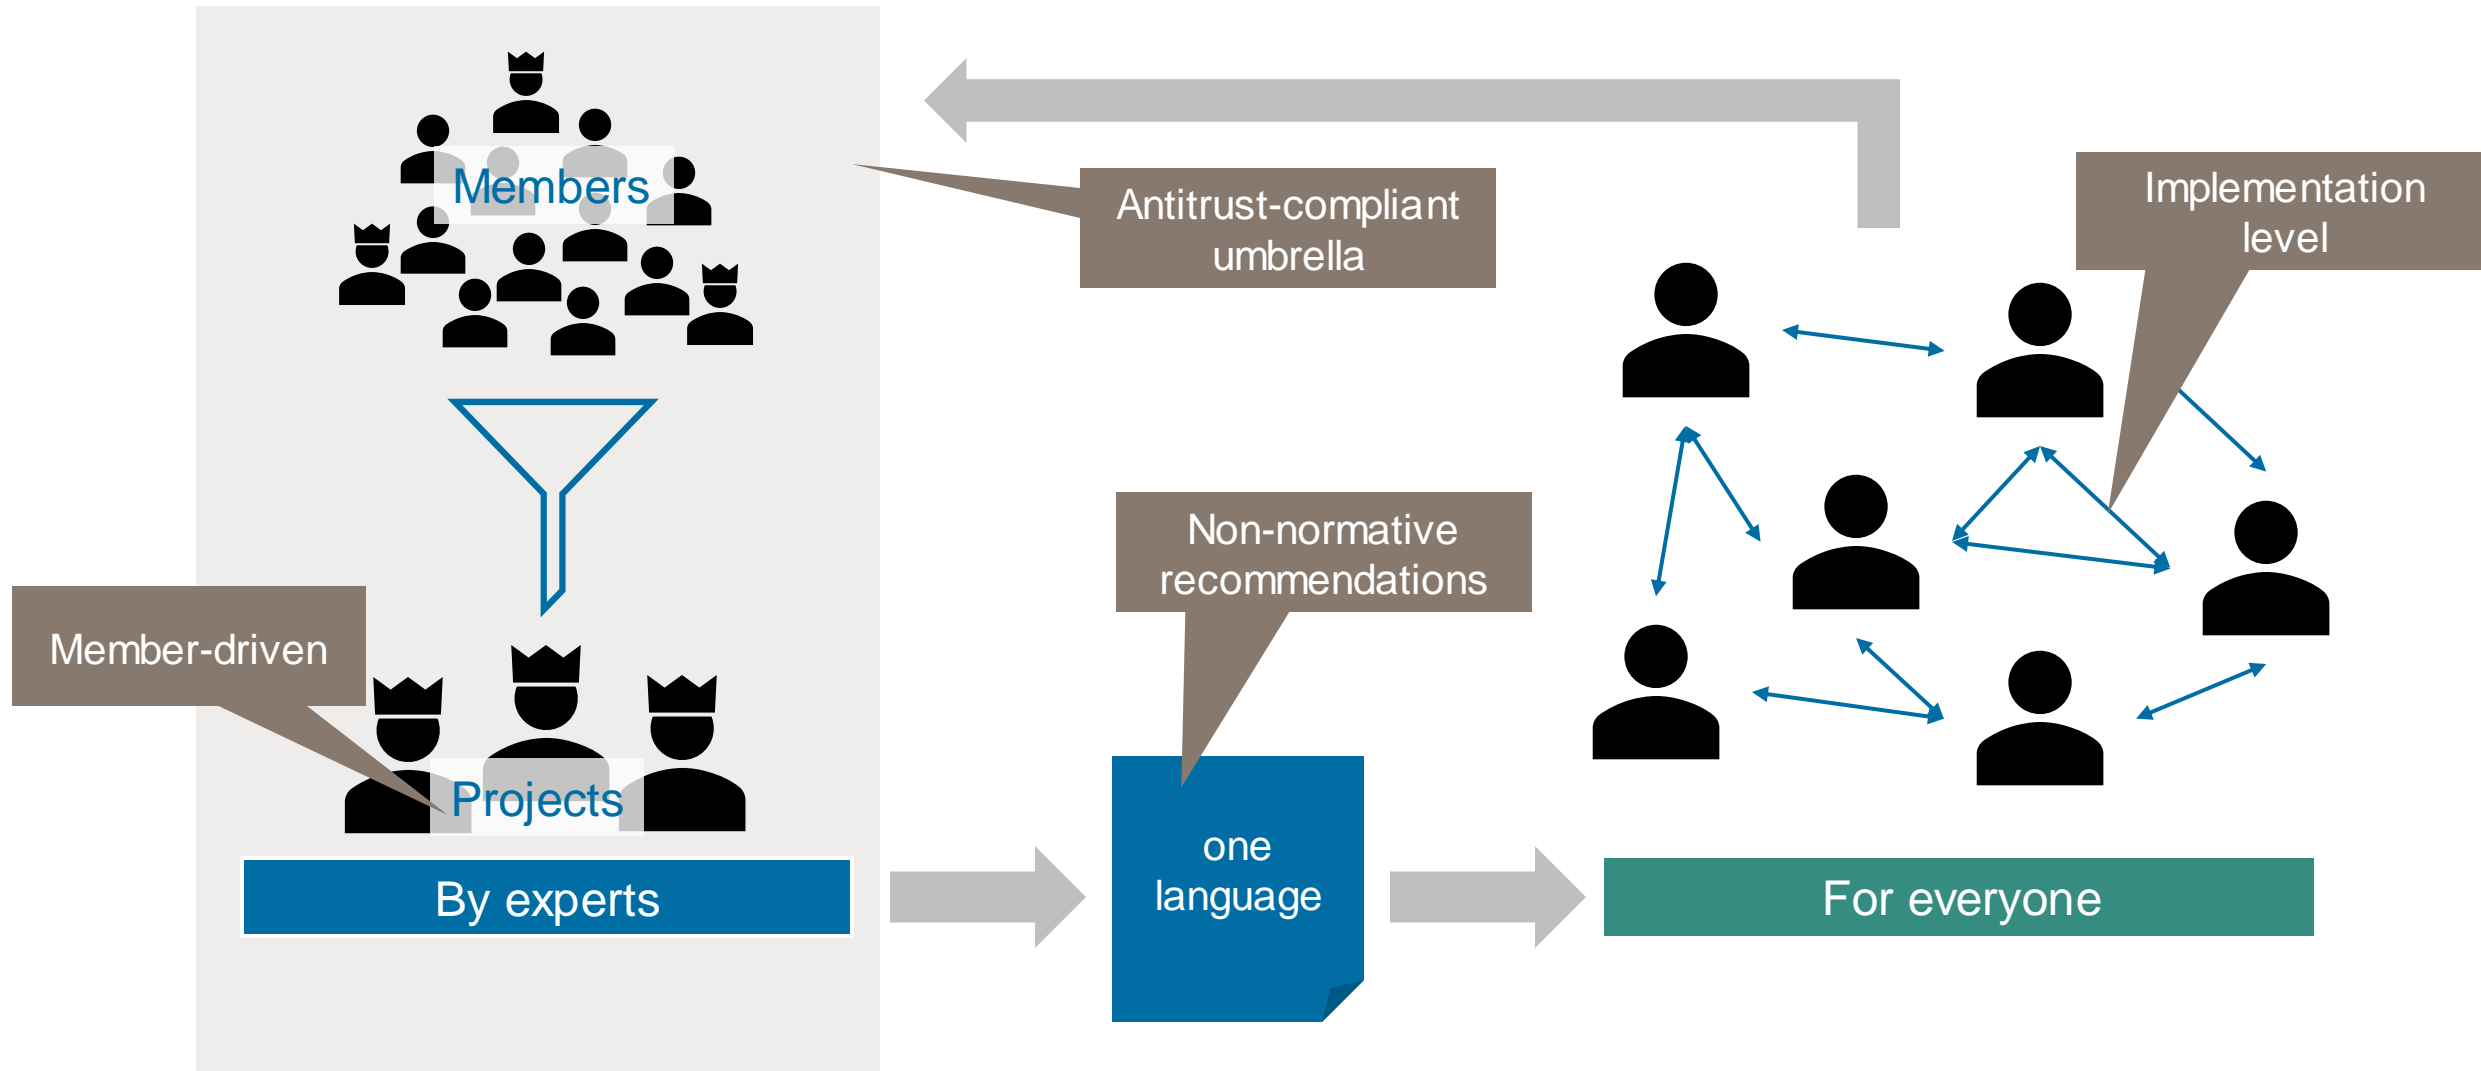 Members
Antitrust-compliant
umbrella
Implementation
level
Non-normative
recommendations
Member-driven
Projects
one
language
By experts
For everyone